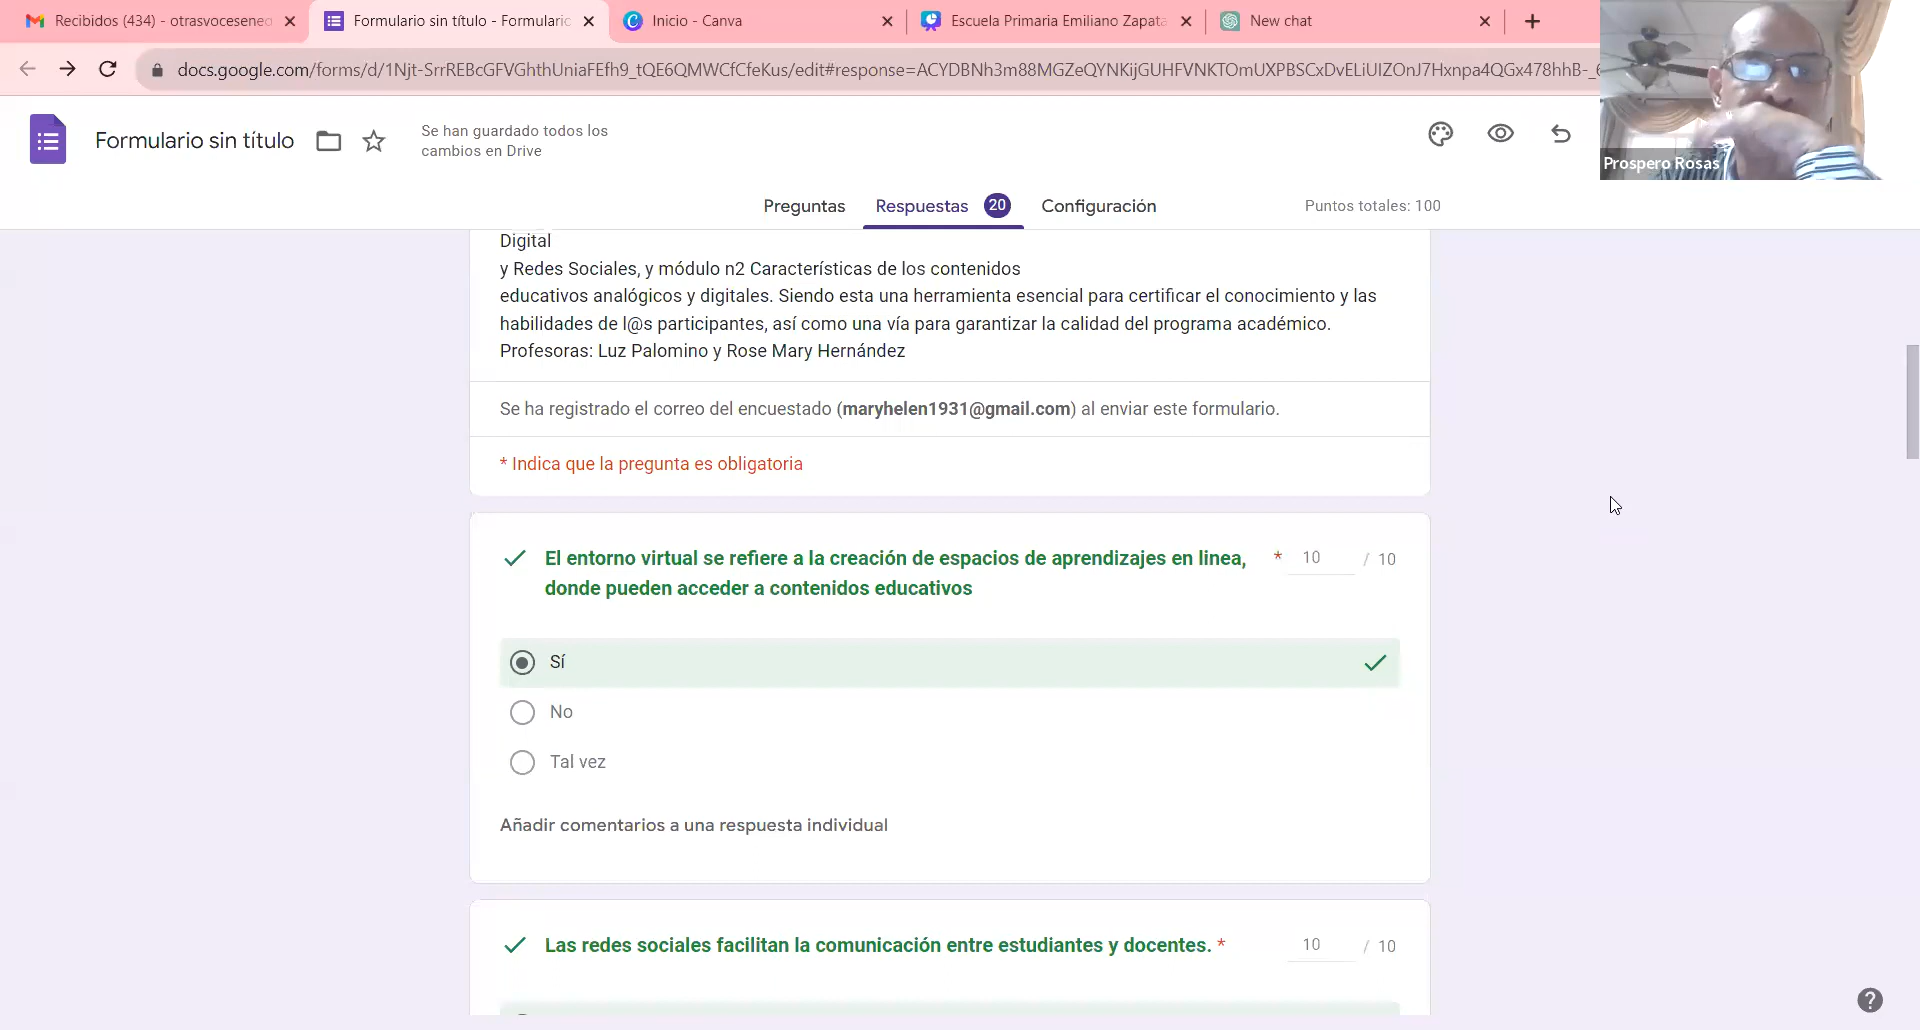 Recibidos (434) - otrasvoceseneo
Formulario sin título - Formularic
Inicio - Canva
Escuela Primaria Emiliano Zapata
New chat
docs.google.com/forms/d/1Njt-SrrREBcGFVGhthUniaFEfh9_tQE6QMWCfCfeKus/edit#response=ACYDBNh3m88MGZeQYNKijGUHFVNKTOmUXPBSCxDvELiUIZOnJ7Hxnpa4QGx478hhB-_6
Formulario sin título
Se han guardado todos los
cambios en Drive
Prospero Rosas
Preguntas Respuestas 20 Configuración Puntos totales: 100
Digital
y Redes Sociales, y módulo n2 Características de los contenidos
educativos analógicos y digitales. Siendo esta una herramienta esencial para certificar el conocimiento y las
habilidades de l@s participantes, así como una vía para garantizar la calidad del programa académico.
Profesoras: Luz Palomino y Rose Mary Hernández
Se ha registrado el correo del encuestado (maryhelen1931@gmail.com) al enviar este formulario.
* Indica que la pregunta es obligatoria
El entorno virtual se refiere a la creación de espacios de aprendizajes en linea, * 10 / 10
donde pueden acceder a contenidos educativos
Sí
No
Tal vez
Añadir comentarios a una respuesta individual
Las redes sociales facilitan la comunicación entre estudiantes y docentes. * 10 / 10